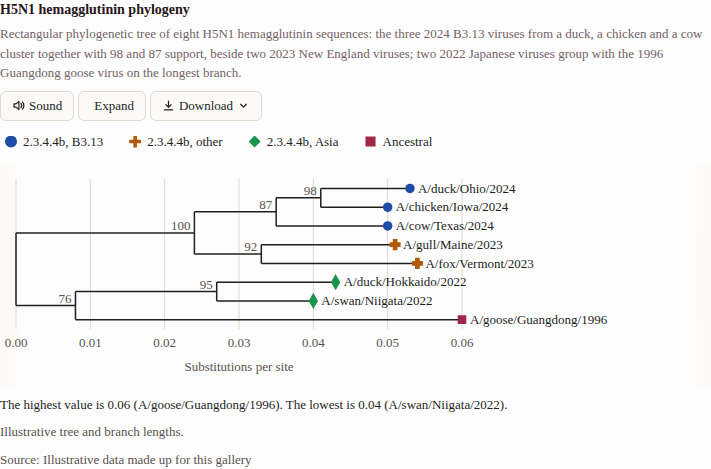 H5N1 hemagglutinin phylogeny
Rectangular phylogenetic tree of eight H5N1 hemagglutinin sequences: the three 2024 B3.13 viruses from a duck, a chicken and a cow
cluster together with 98 and 87 support, beside two 2023 New England viruses; two 2022 Japanese viruses group with the 1996
Guangdong goose virus on the longest branch.
Sound Expand Download
2.3.4.4b, B3.13 2.3.4.4b, other 2.3.4.4b, Asia Ancestral
98 A/duck/Ohio/2024
87 A/chicken/Iowa/2024
100 A/cow/Texas/2024
92 A/gull/Maine/2023
A/fox/Vermont/2023
95 A/duck/Hokkaido/2022
76 A/swan/Niigata/2022
A/goose/Guangdong/1996
0.00 0.01 0.02 0.03 0.04 0.05 0.06
Substitutions per site
The highest value is 0.06 (A/goose/Guangdong/1996). The lowest is 0.04 (A/swan/Niigata/2022).
Illustrative tree and branch lengths.
Source: Illustrative data made up for this gallery